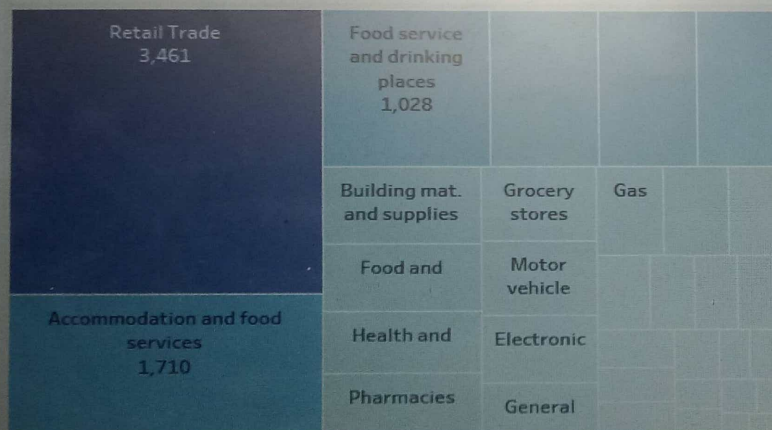 Retail Trade
3,461
Food service
and drinking
places
1,028
Building mat.
and supplies
Grocery
stores
Gas
Food and
Motor
vehicle
Accommodation and food
services
1,710
Health and
Electronic
Pharmacies
General